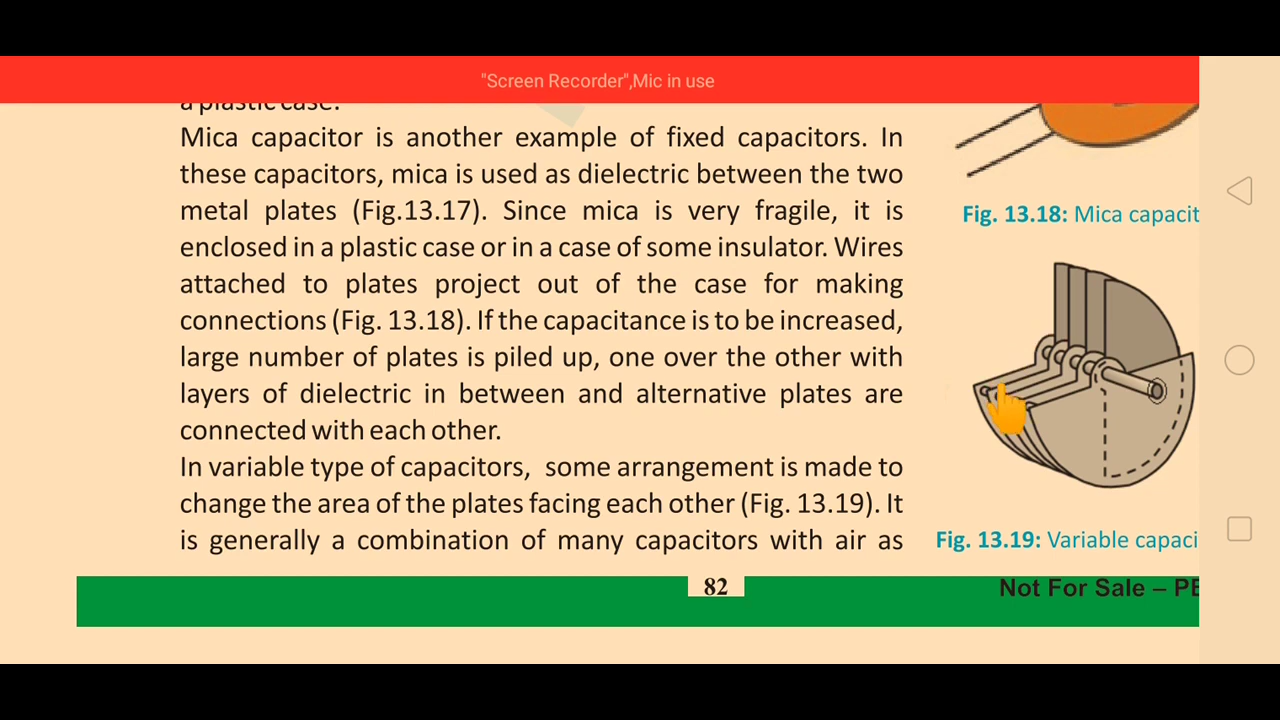 "Screen Recorder",Mic in use
a plastic case.
Mica capacitor is another example of fixed capacitors. In
these capacitors, mica is used as dielectric between the two
metal plates (Fig.13.17). Since mica is very fragile, it is
enclosed in a plastic case or in a case of some insulator. Wires
attached to plates project out of the case for making
connections (Fig. 13.18). If the capacitance is to be increased,
large number of plates is piled up, one over the other with
layers of dielectric in between and alternative plates are
connected with each other.
In variable type of capacitors, some arrangement is made to
change the area of the plates facing each other (Fig. 13.19). It
is generally a combination of many capacitors with air as
Fig. 13.18: Mica capacit
Fig. 13.19: Variable capaci
82
Not For Sale – PE